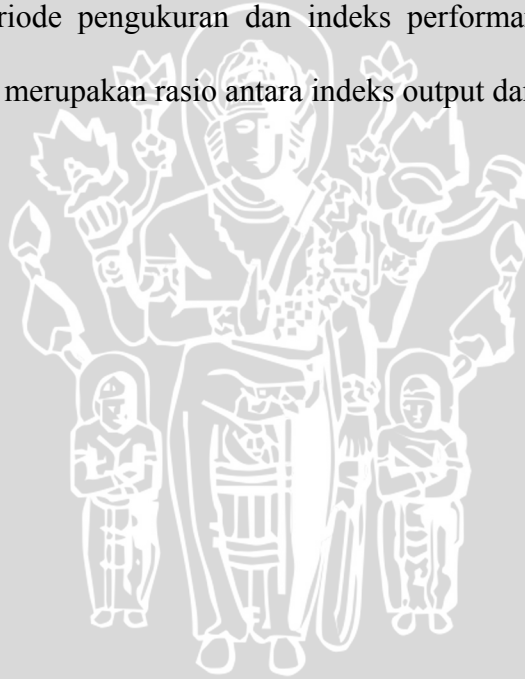 riode pengukuran dan indeks performa
merupakan rasio antara indeks output da